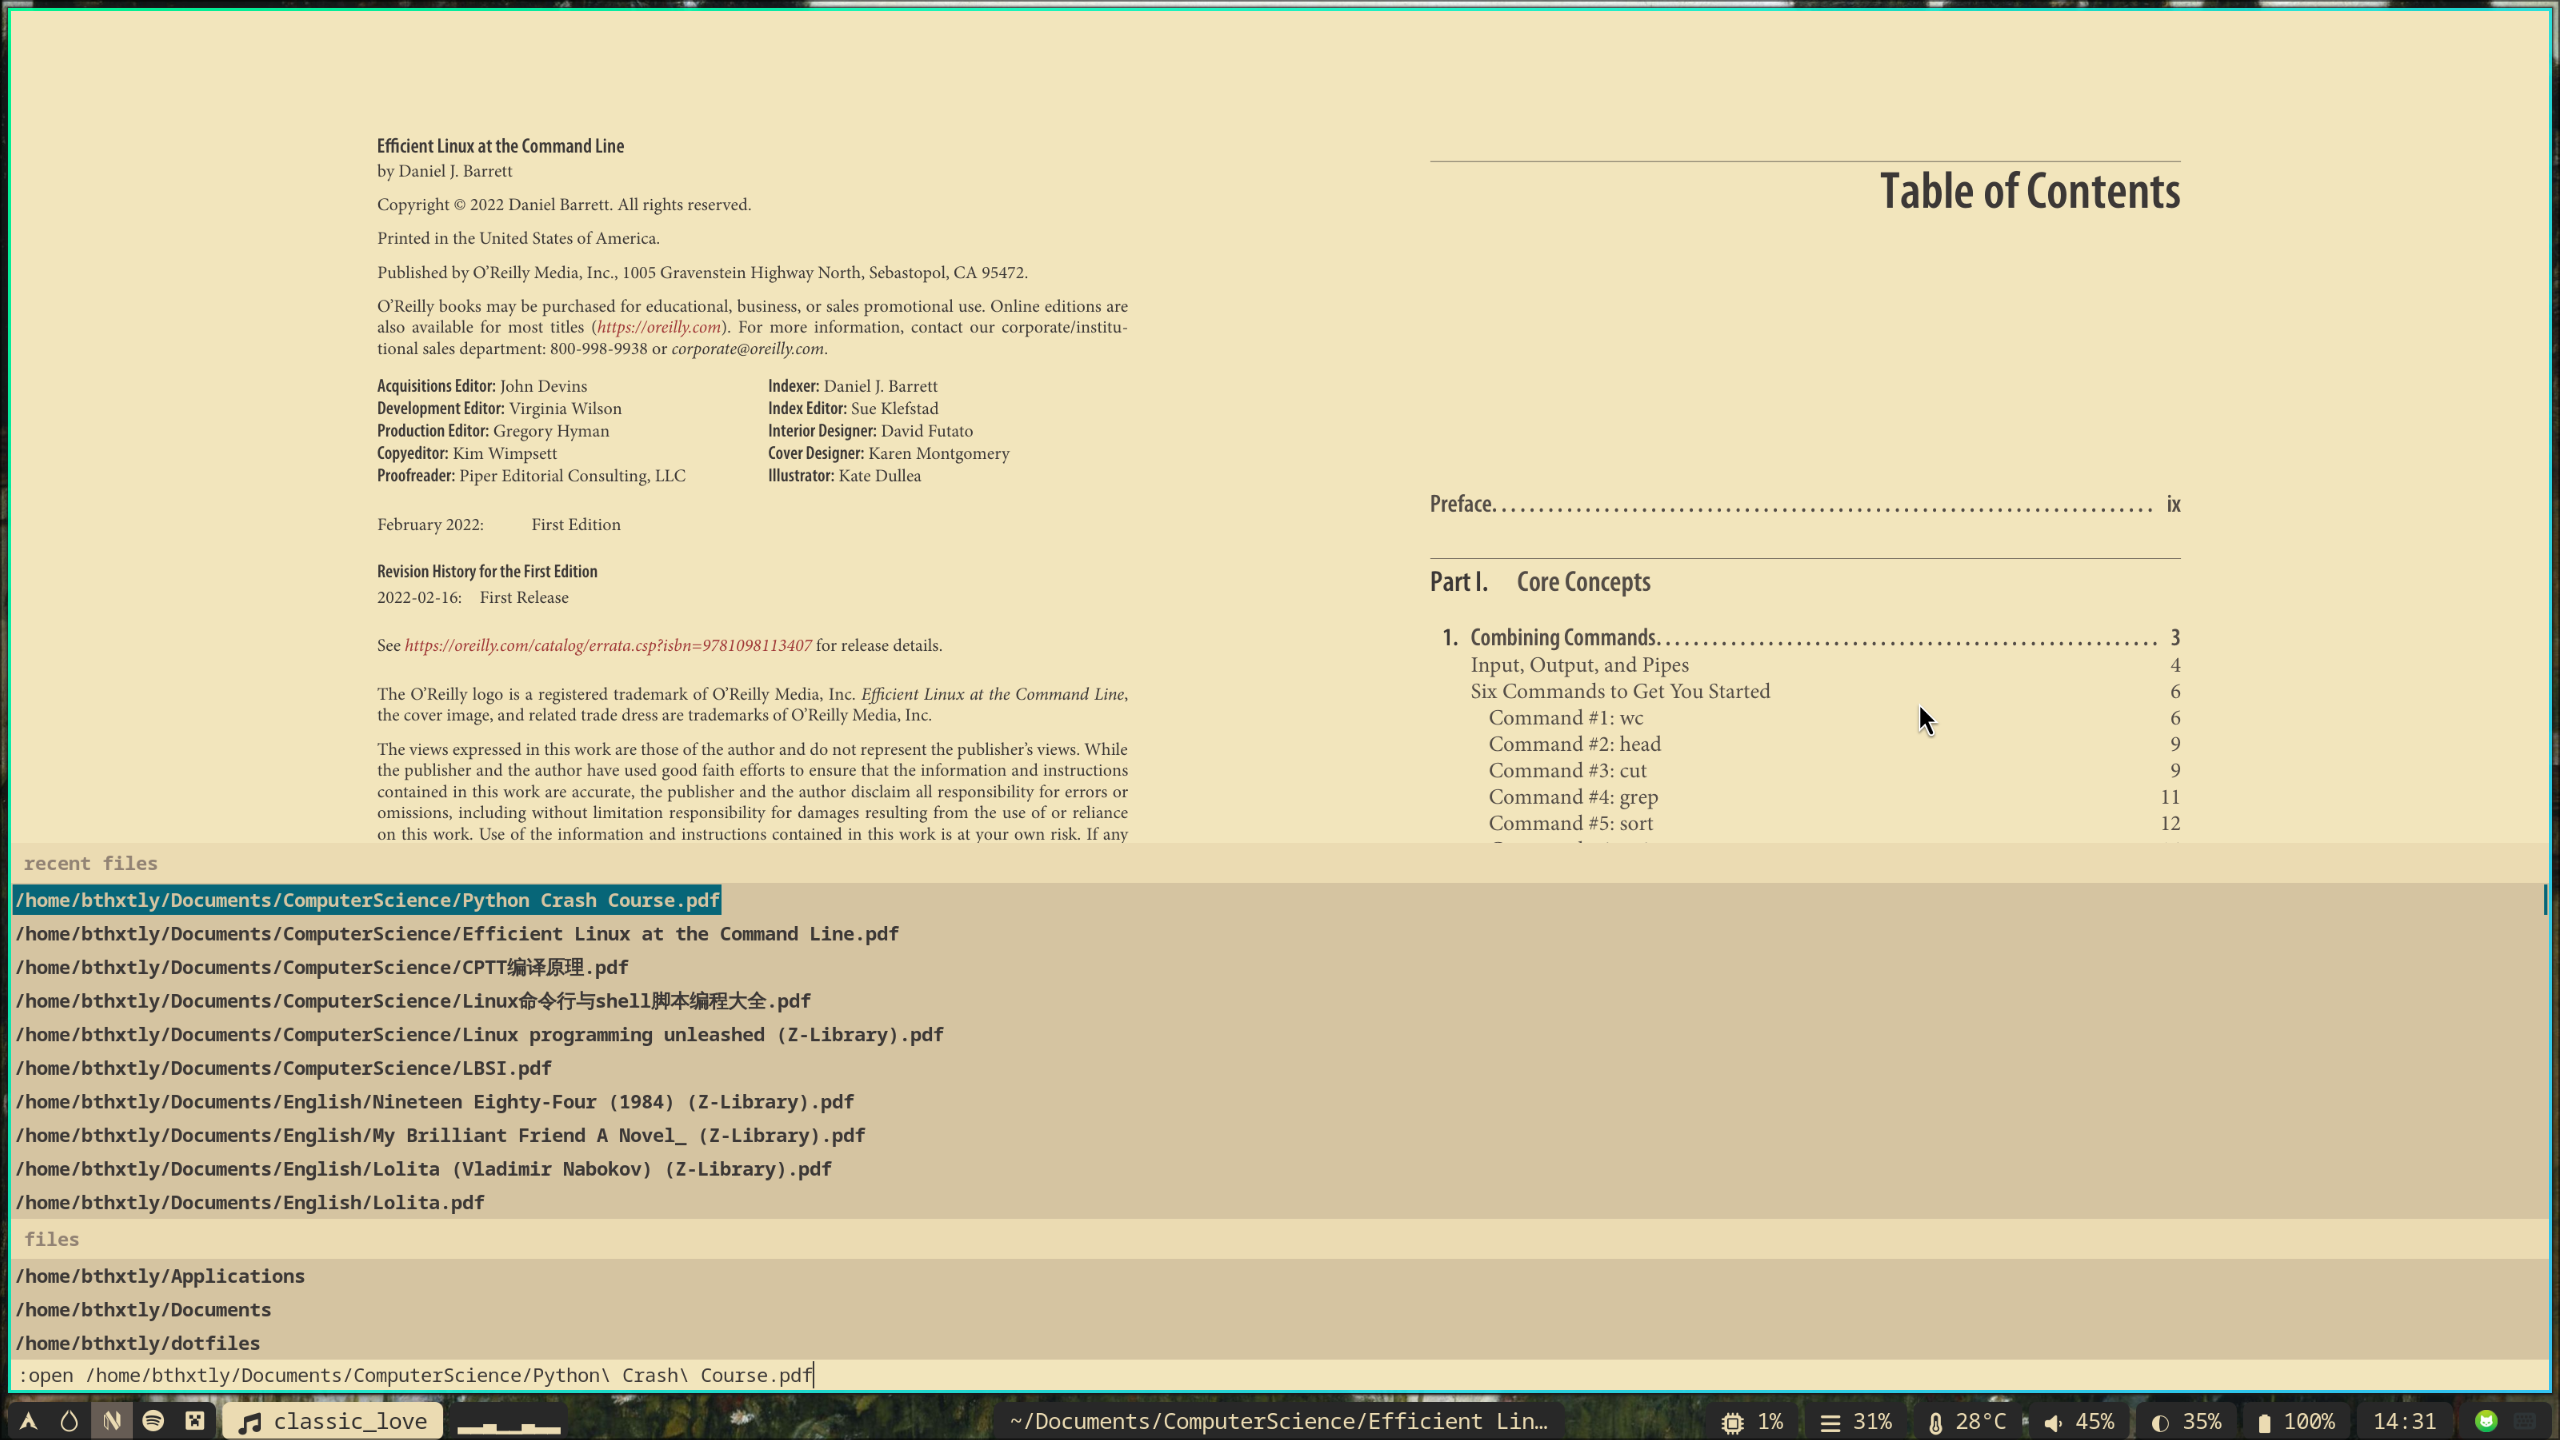 Efficient Linux at the Command Line
by Daniel J. Barrett
Copyright © 2022 Daniel Barrett. All rights reserved.
Printed in the United States of America.
Published by O’Reilly Media, Inc., 1005 Gravenstein Highway North, Sebastopol, CA 95472.
O’Reilly books may be purchased for educational, business, or sales promotional use. Online editions are
also available for most titles (https://oreilly.com). For more information, contact our corporate/institu-
tional sales department: 800-998-9938 or corporate@oreilly.com.
Acquisitions Editor: John Devins
Development Editor: Virginia Wilson
Production Editor: Gregory Hyman
Copyeditor: Kim Wimpsett
Proofreader: Piper Editorial Consulting, LLC
Indexer: Daniel J. Barrett
Index Editor: Sue Klefstad
Interior Designer: David Futato
Cover Designer: Karen Montgomery
Illustrator: Kate Dullea
February 2022: First Edition
Revision History for the First Edition
2022-02-16: First Release
See https://oreilly.com/catalog/errata.csp?isbn=9781098113407 for release details.
The O’Reilly logo is a registered trademark of O’Reilly Media, Inc. Efficient Linux at the Command Line,
the cover image, and related trade dress are trademarks of O’Reilly Media, Inc.
The views expressed in this work are those of the author and do not represent the publisher’s views. While
the publisher and the author have used good faith efforts to ensure that the information and instructions
contained in this work are accurate, the publisher and the author disclaim all responsibility for errors or
omissions, including without limitation responsibility for damages resulting from the use of or reliance
on this work. Use of the information and instructions contained in this work is at your own risk. If any
Table of Contents
Preface. . . . . . . . . . . . . . . . . . . . . . . . . . . . . . . . . . . . . . . . . . . . . . . . . . . . . . . . . . . . . . . . . . . . . . . . ix
Part I. Core Concepts
1. Combining Commands. . . . . . . . . . . . . . . . . . . . . . . . . . . . . . . . . . . . . . . . . . . . . . . . . . . . . . 3
Input, Output, and Pipes 4
Six Commands to Get You Started 6
Command #1: wc 6
Command #2: head 9
Command #3: cut 9
Command #4: grep 11
Command #5: sort 12
recent files
/home/bthxtly/Documents/ComputerScience/Python Crash Course.pdf
/home/bthxtly/Documents/ComputerScience/Efficient Linux at the Command Line.pdf
/home/bthxtly/Documents/ComputerScience/CPTT编译原理.pdf
/home/bthxtly/Documents/ComputerScience/Linux命令行与shell脚本编程大全.pdf
/home/bthxtly/Documents/ComputerScience/Linux programming unleashed (Z-Library).pdf
/home/bthxtly/Documents/ComputerScience/LBSI.pdf
/home/bthxtly/Documents/English/Nineteen Eighty-Four (1984) (Z-Library).pdf
/home/bthxtly/Documents/English/My Brilliant Friend A Novel_ (Z-Library).pdf
/home/bthxtly/Documents/English/Lolita (Vladimir Nabokov) (Z-Library).pdf
/home/bthxtly/Documents/English/Lolita.pdf
files
/home/bthxtly/Applications
/home/bthxtly/Documents
/home/bthxtly/dotfiles
:open /home/bthxtly/Documents/ComputerScience/Python\ Crash\ Course.pdf
classic_love ~/Documents/ComputerScience/Efficient Lin… 1% 31% 28°C 45% 35% 100% 14:31